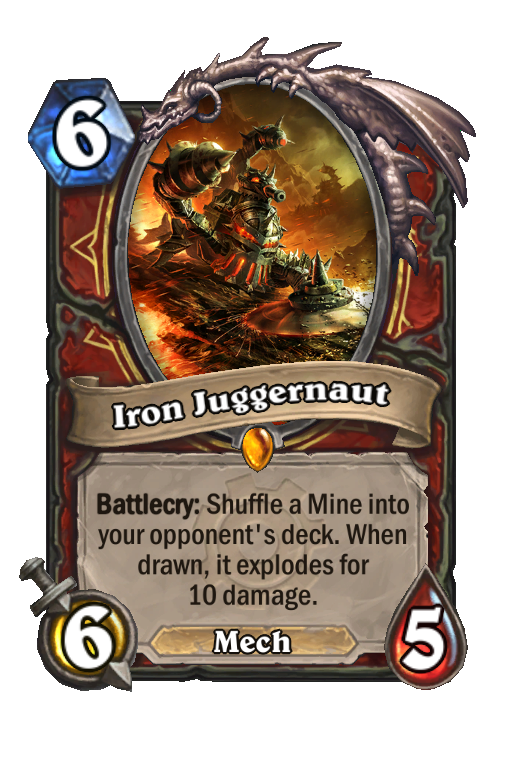 6
Iron Juggernaut
Battlecry: Shuffle a Mine into
your opponent's deck. When
drawn, it explodes for
10 damage.
6
Mech
5